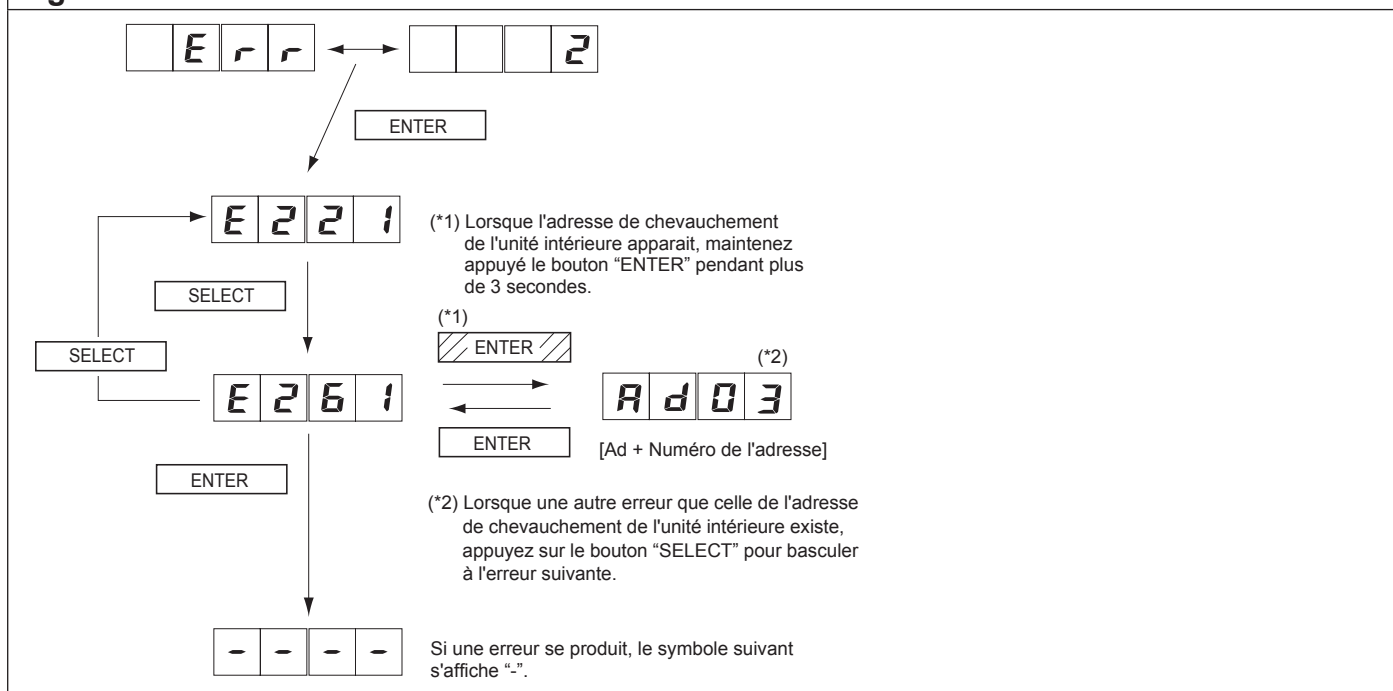 Err 2
ENTER
E221
(*1) Lorsque l'adresse de chevauchement
de l'unité intérieure apparait, maintenez
appuyé le bouton “ENTER” pendant plus
de 3 secondes.
SELECT
SELECT
(*1)
ENTER
(*2)
E261
Ad03
ENTER
[Ad + Numéro de l'adresse]
ENTER
(*2) Lorsque une autre erreur que celle de l'adresse
de chevauchement de l'unité intérieure existe,
appuyez sur le bouton “SELECT” pour basculer
à l'erreur suivante.
----
Si une erreur se produit, le symbole suivant
s'affiche “-”.